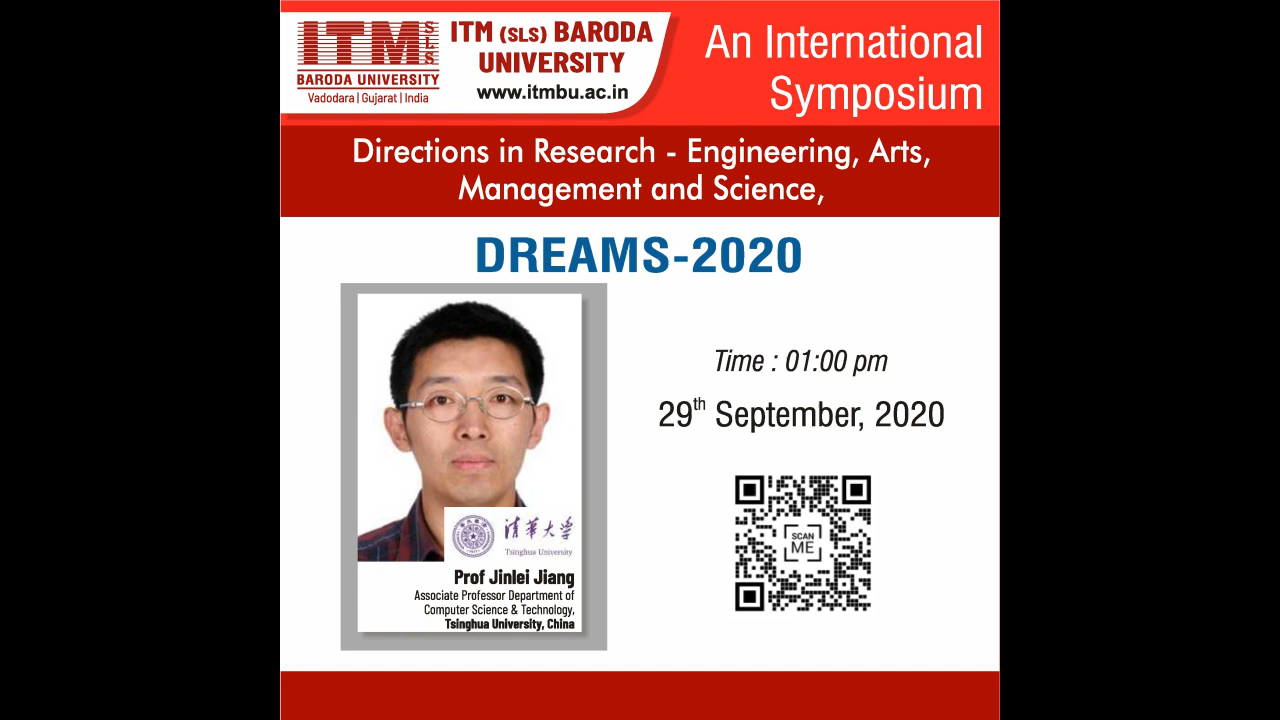 ITM
SLS
BARODA UNIVERSITY
Vadodara | Gujarat | India
ITM (SLS) BARODA
UNIVERSITY
www.itmbu.ac.in
An International
Symposium
Directions in Research - Engineering, Arts,
Management and Science,
DREAMS-2020
Time : 01:00 pm
29th September, 2020
SCAN
ME
清華大学
Tsinghua University
Prof Jinlei Jiang
Associate Professor Department of
Computer Science & Technology,
Tsinghua University, China